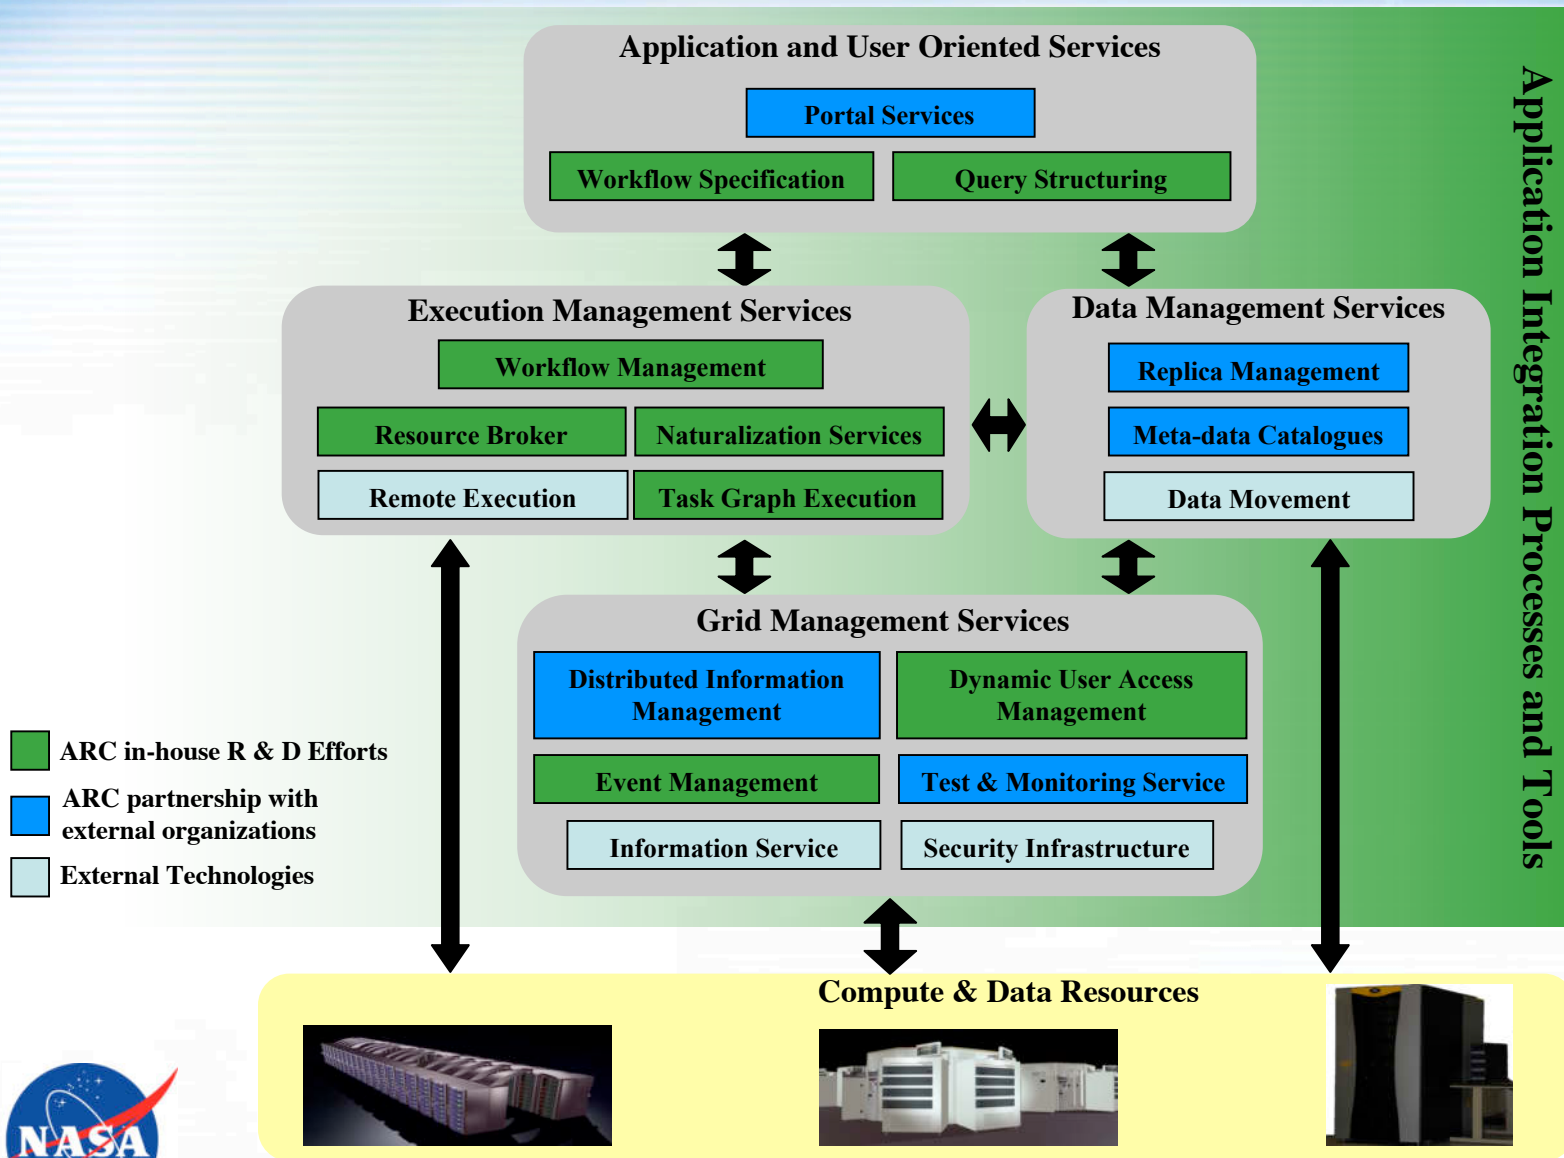 Application and User Oriented Services
Portal Services
Workflow Specification
Query Structuring
Execution Management Services
Workflow Management
Resource Broker
Naturalization Services
Remote Execution
Task Graph Execution
Data Management Services
Replica Management
Meta-data Catalogues
Data Movement
Grid Management Services
Distributed Information
Management
Dynamic User Access
Management
Event Management
Test & Monitoring Service
Information Service
Security Infrastructure
Application Integration Processes and Tools
ARC in-house R & D Efforts
ARC partnership with
external organizations
External Technologies
Compute & Data Resources
NASA